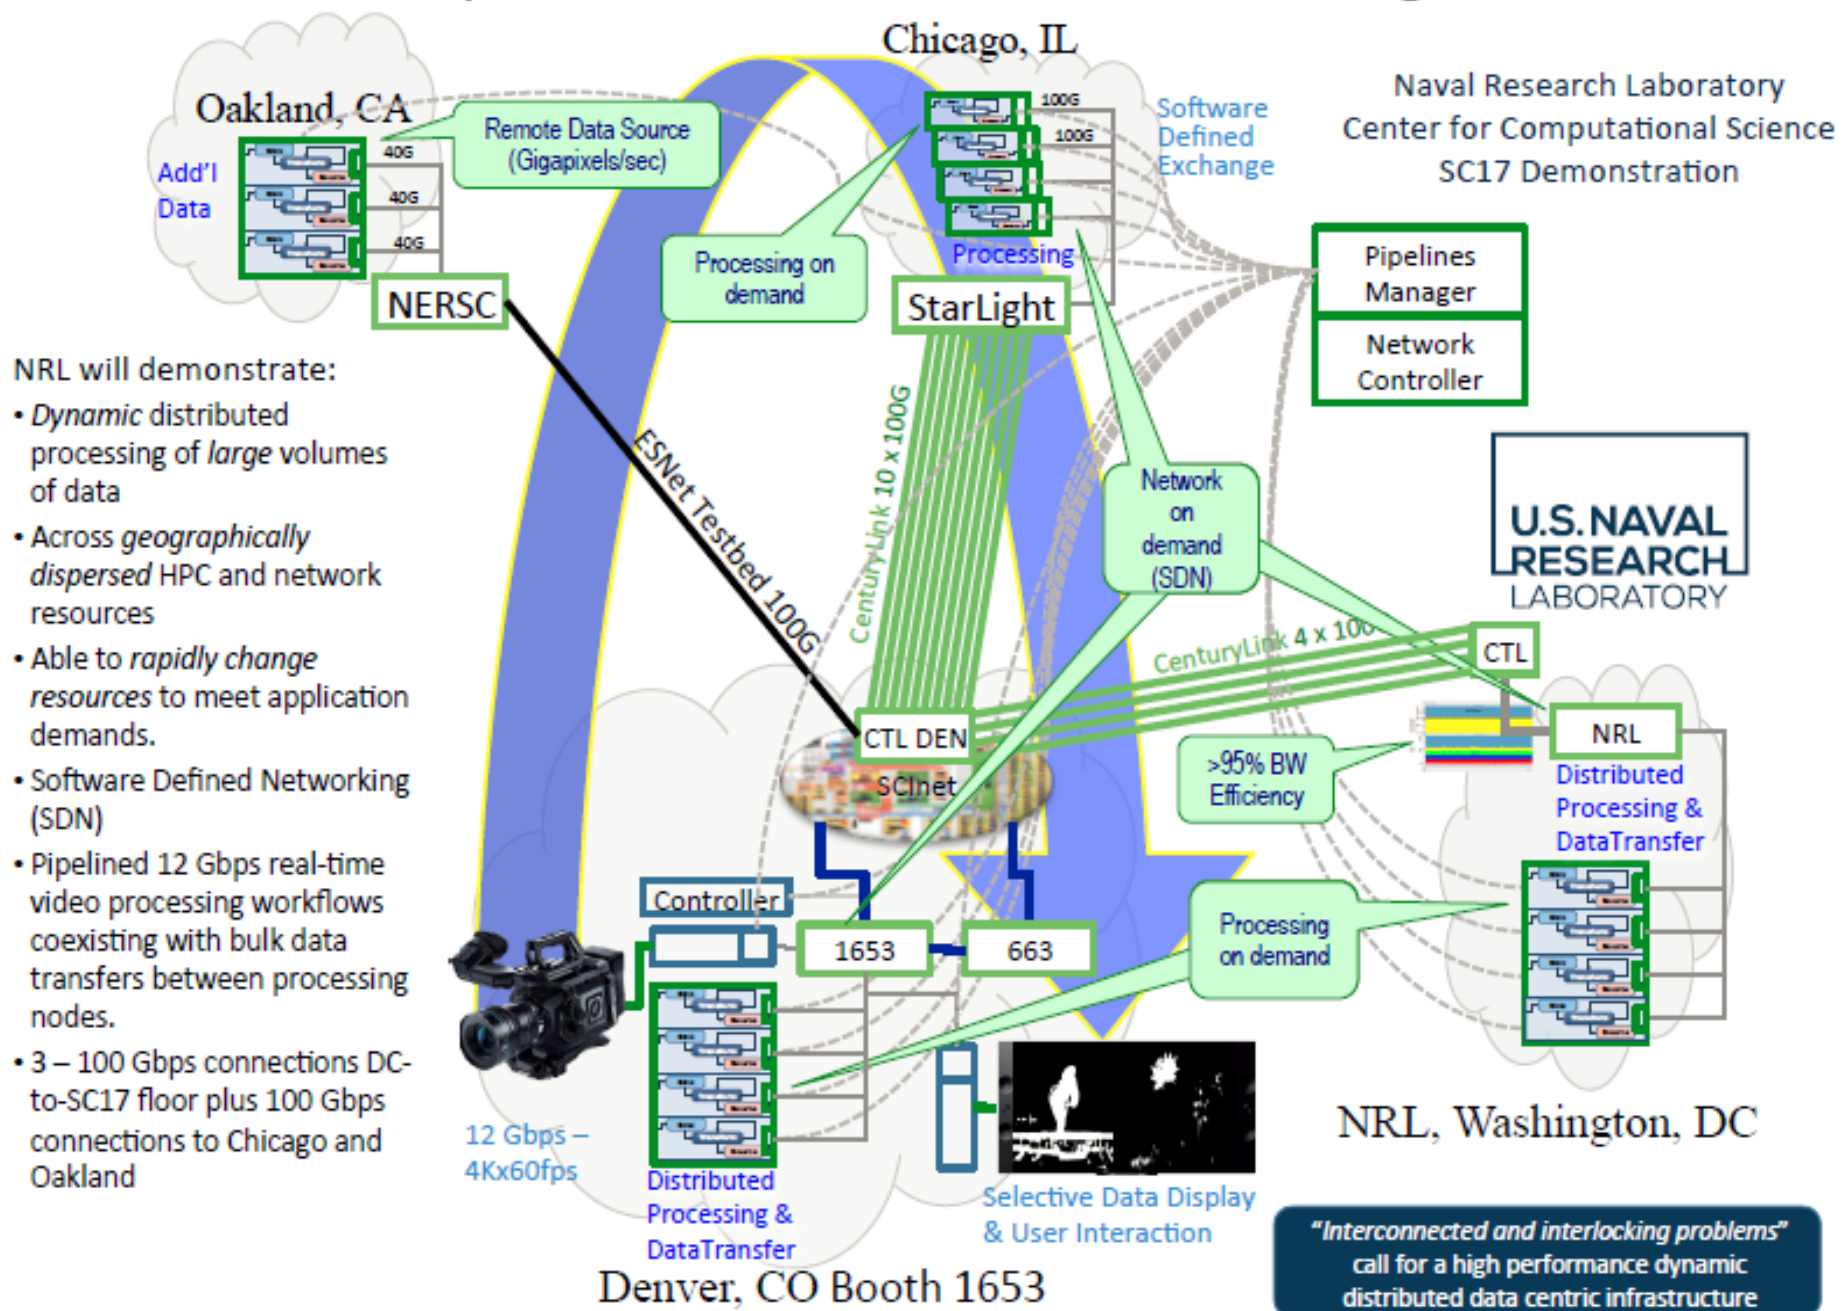 Chicago, IL
Oakland, CA
Add'l
Data
40G
40G
40G
NERSC
Remote Data Source
(Gigapixels/sec)
Processing on
demand
100G
100G
Processing
StarLight
Software
Defined
Exchange
Naval Research Laboratory
Center for Computational Science
SC17 Demonstration
Pipelines
Manager
Network
Controller
NRL will demonstrate:
• Dynamic distributed
processing of large volumes
of data
• Across geographically
dispersed HPC and network
resources
• Able to rapidly change
resources to meet application
demands.
• Software Defined Networking
(SDN)
• Pipelined 12 Gbps real-time
video processing workflows
coexisting with bulk data
transfers between processing
nodes.
• 3 – 100 Gbps connections DC-
to-SC17 floor plus 100 Gbps
connections to Chicago and
Oakland
ESNet Testbed 100G
CenturyLink 10 x 100G
Network
on
demand
(SDN)
U.S. NAVAL
RESEARCH
LABORATORY
CenturyLink 4 x 100
CTL
CTL DEN
SCInet
>95% BW
Efficiency
NRL
Distributed
Processing &
DataTransfer
Controller
1653
663
Processing
on demand
12 Gbps –
4Kx60fps
Distributed
Processing &
DataTransfer
Selective Data Display
& User Interaction
Denver, CO Booth 1653
NRL, Washington, DC
"Interconnected and interlocking problems"
call for a high performance dynamic
distributed data centric infrastructure